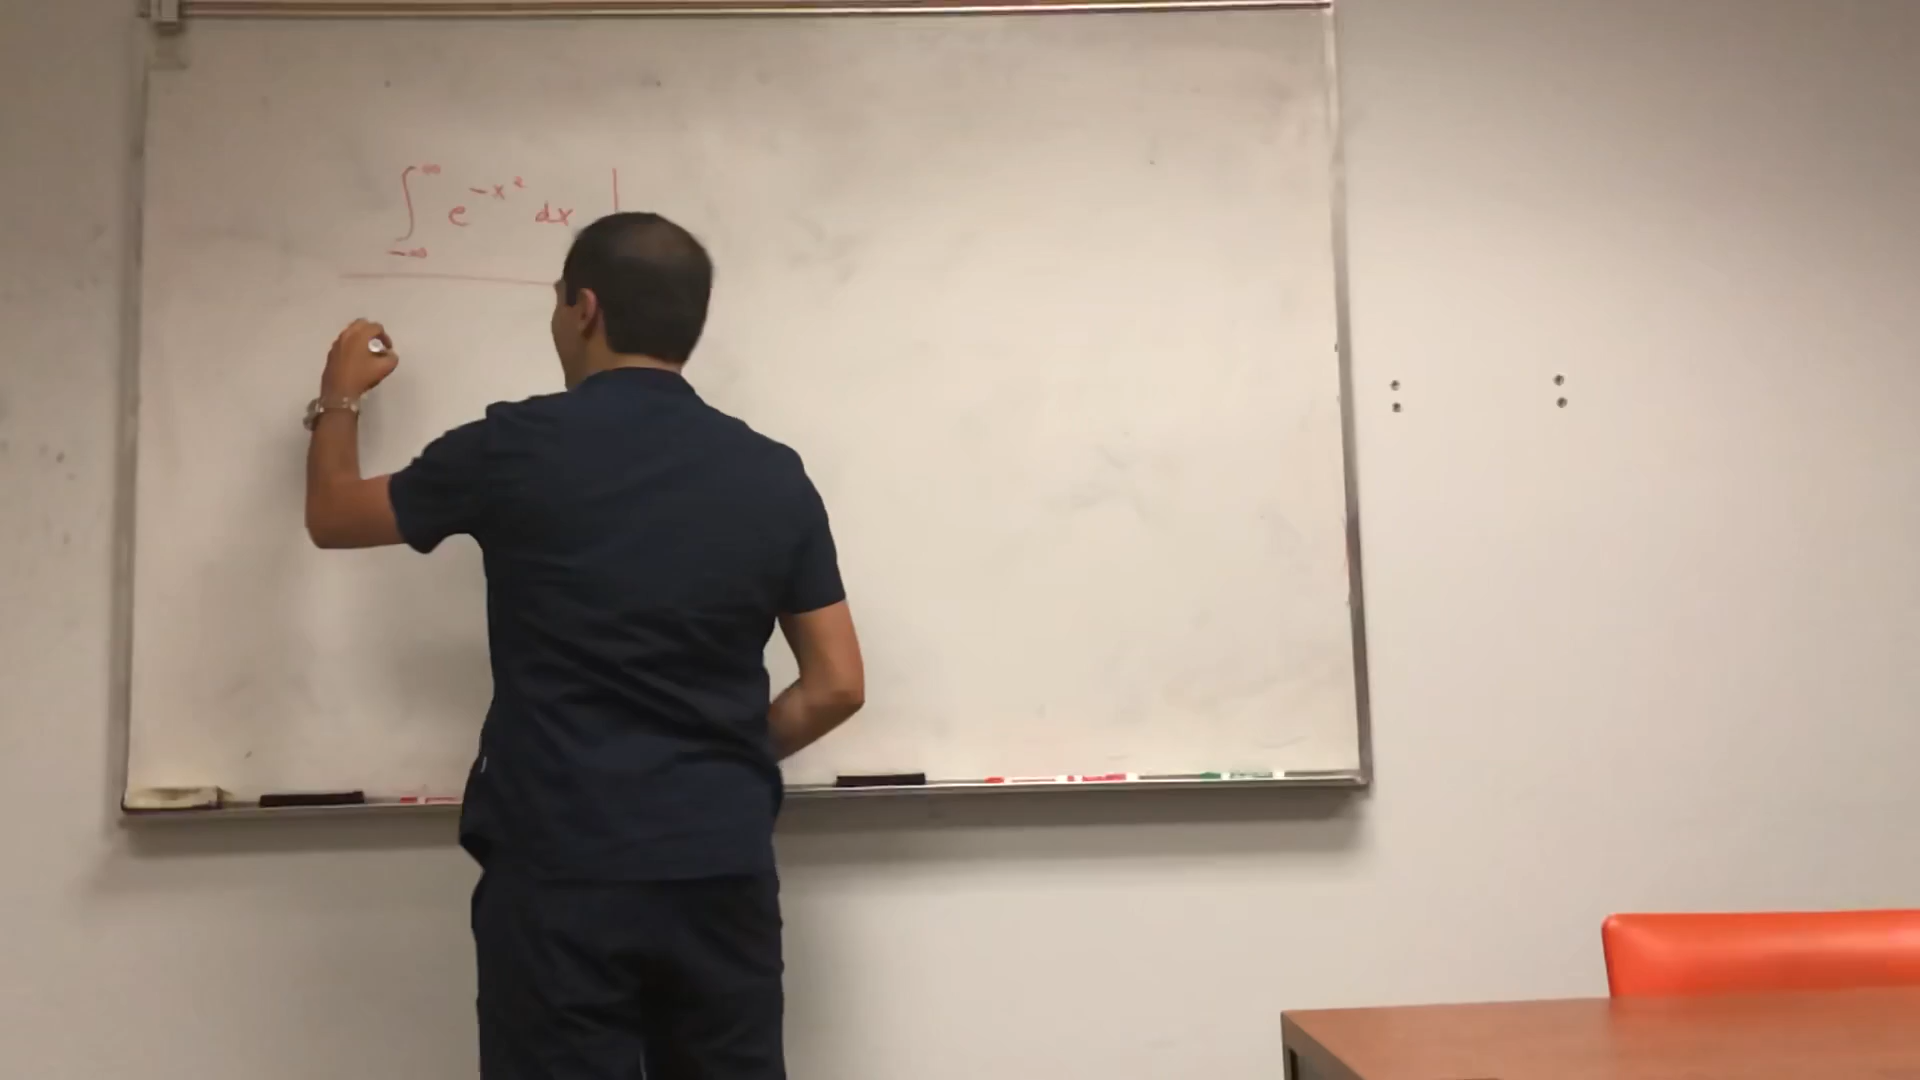 ∫_{-∞}^{∞} e^{-x²} dx